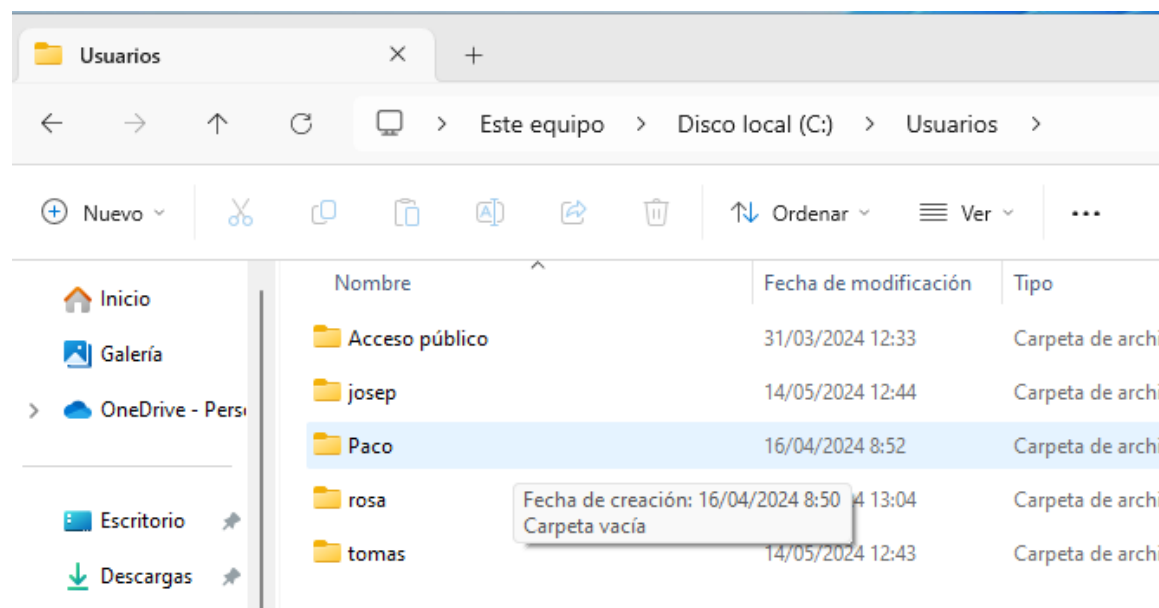 Usuarios
Este equipo > Disco local (C:) > Usuarios >
Nuevo Ordenar Ver ...
Inicio
Galería
OneDrive - Pers
Escritorio
Descargas
Nombre Fecha de modificación Tipo
Acceso público 31/03/2024 12:33 Carpeta de archi
josep 14/05/2024 12:44 Carpeta de archi
Paco 16/04/2024 8:52 Carpeta de archi
rosa 4 13:04 Carpeta de archi
Fecha de creación: 16/04/2024 8:50
Carpeta vacía
tomas 14/05/2024 12:43 Carpeta de archi